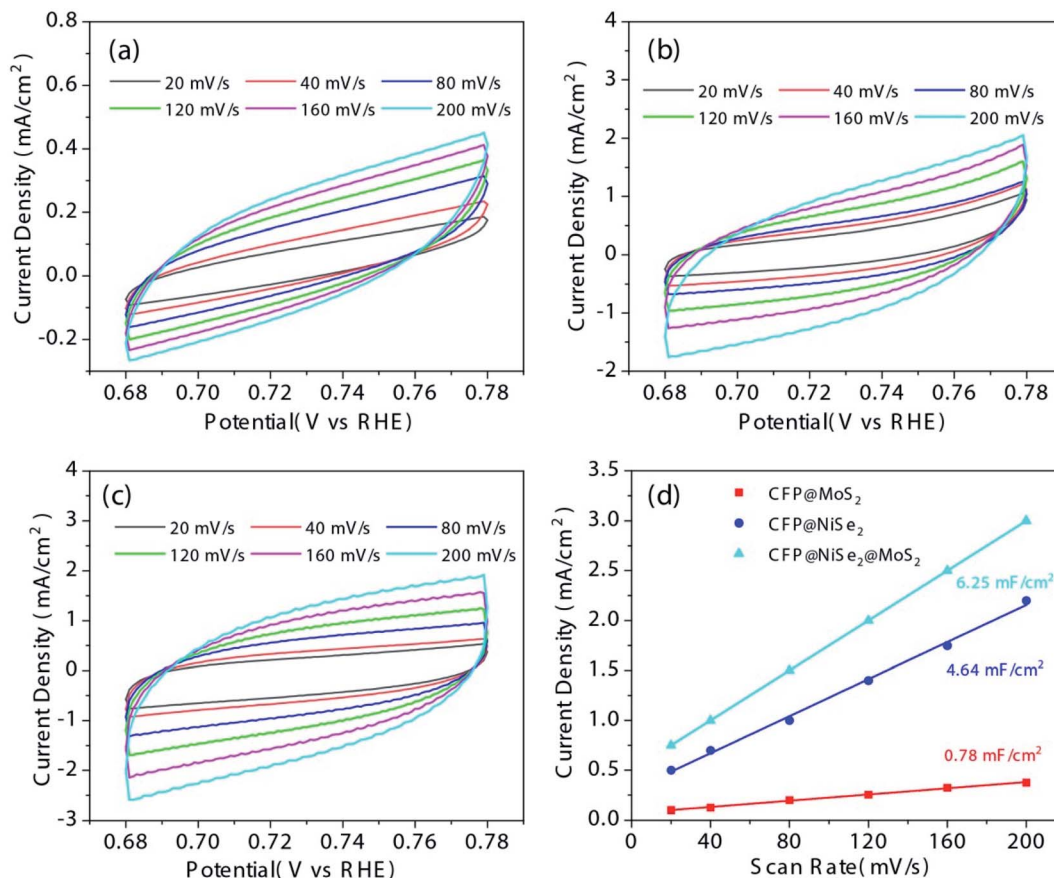 (a)
20 mV/s 40 mV/s 80 mV/s
120 mV/s 160 mV/s 200 mV/s
0.8
0.6
0.4
0.2
0.0
-0.2
Current Density (mA/cm²)
0.68 0.70 0.72 0.74 0.76 0.78
Potential( V vs RHE)
(b)
20 mV/s 40 mV/s 80 mV/s
120 mV/s 160 mV/s 200 mV/s
4
3
2
1
0
-1
-2
Current Density (mA/cm²)
0.68 0.70 0.72 0.74 0.76 0.78
Potential( V vs RHE)
(c)
20 mV/s 40 mV/s 80 mV/s
120 mV/s 160 mV/s 200 mV/s
4
3
2
1
0
-1
-2
-3
Current Density (mA/cm²)
0.68 0.70 0.72 0.74 0.76 0.78
Potential( V vs RHE)
(d)
CFP@MoS₂
CFP@NiSe₂
CFP@NiSe₂@MoS₂
6.25 mF/cm²
4.64 mF/cm²
0.78 mF/cm²
3.5
3.0
2.5
2.0
1.5
1.0
0.5
0.0
Current Density (mA/cm²)
0 40 80 120 160 200
Scan Rate( mV/s)